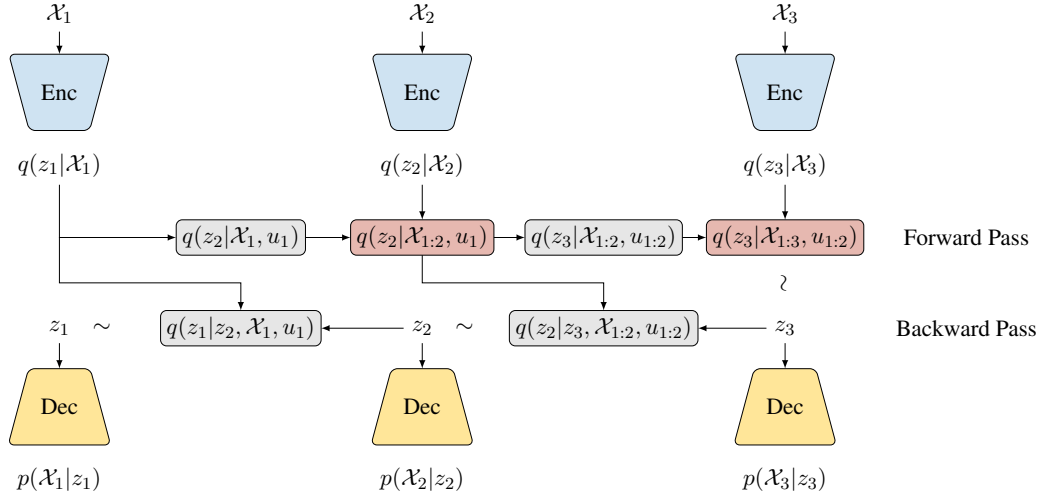 𝒳₁ 𝒳₂ 𝒳₃
Enc Enc Enc
q(z₁|𝒳₁) q(z₂|𝒳₂) q(z₃|𝒳₃)
q(z₂|𝒳₁, u₁) q(z₂|𝒳₁:₂, u₁) q(z₃|𝒳₁:₂, u₁:₂) q(z₃|𝒳₁:₃, u₁:₂) Forward Pass
∼
z₁ ∼ q(z₁|z₂, 𝒳₁, u₁) z₂ ∼ q(z₂|z₃, 𝒳₁:₂, u₁:₂) z₃ Backward Pass
Dec Dec Dec
p(𝒳₁|z₁) p(𝒳₂|z₂) p(𝒳₃|z₃)